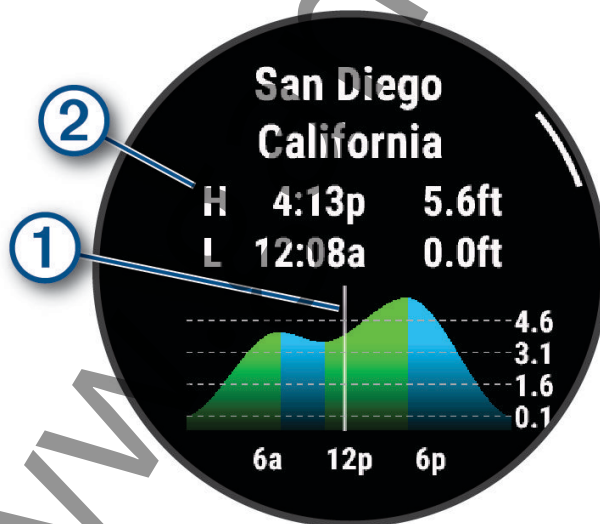 San Diego
California
2
H 4:13p 5.6ft
L 12:08a 0.0ft
1
4.6
3.1
1.6
0.1
6a 12p 6p